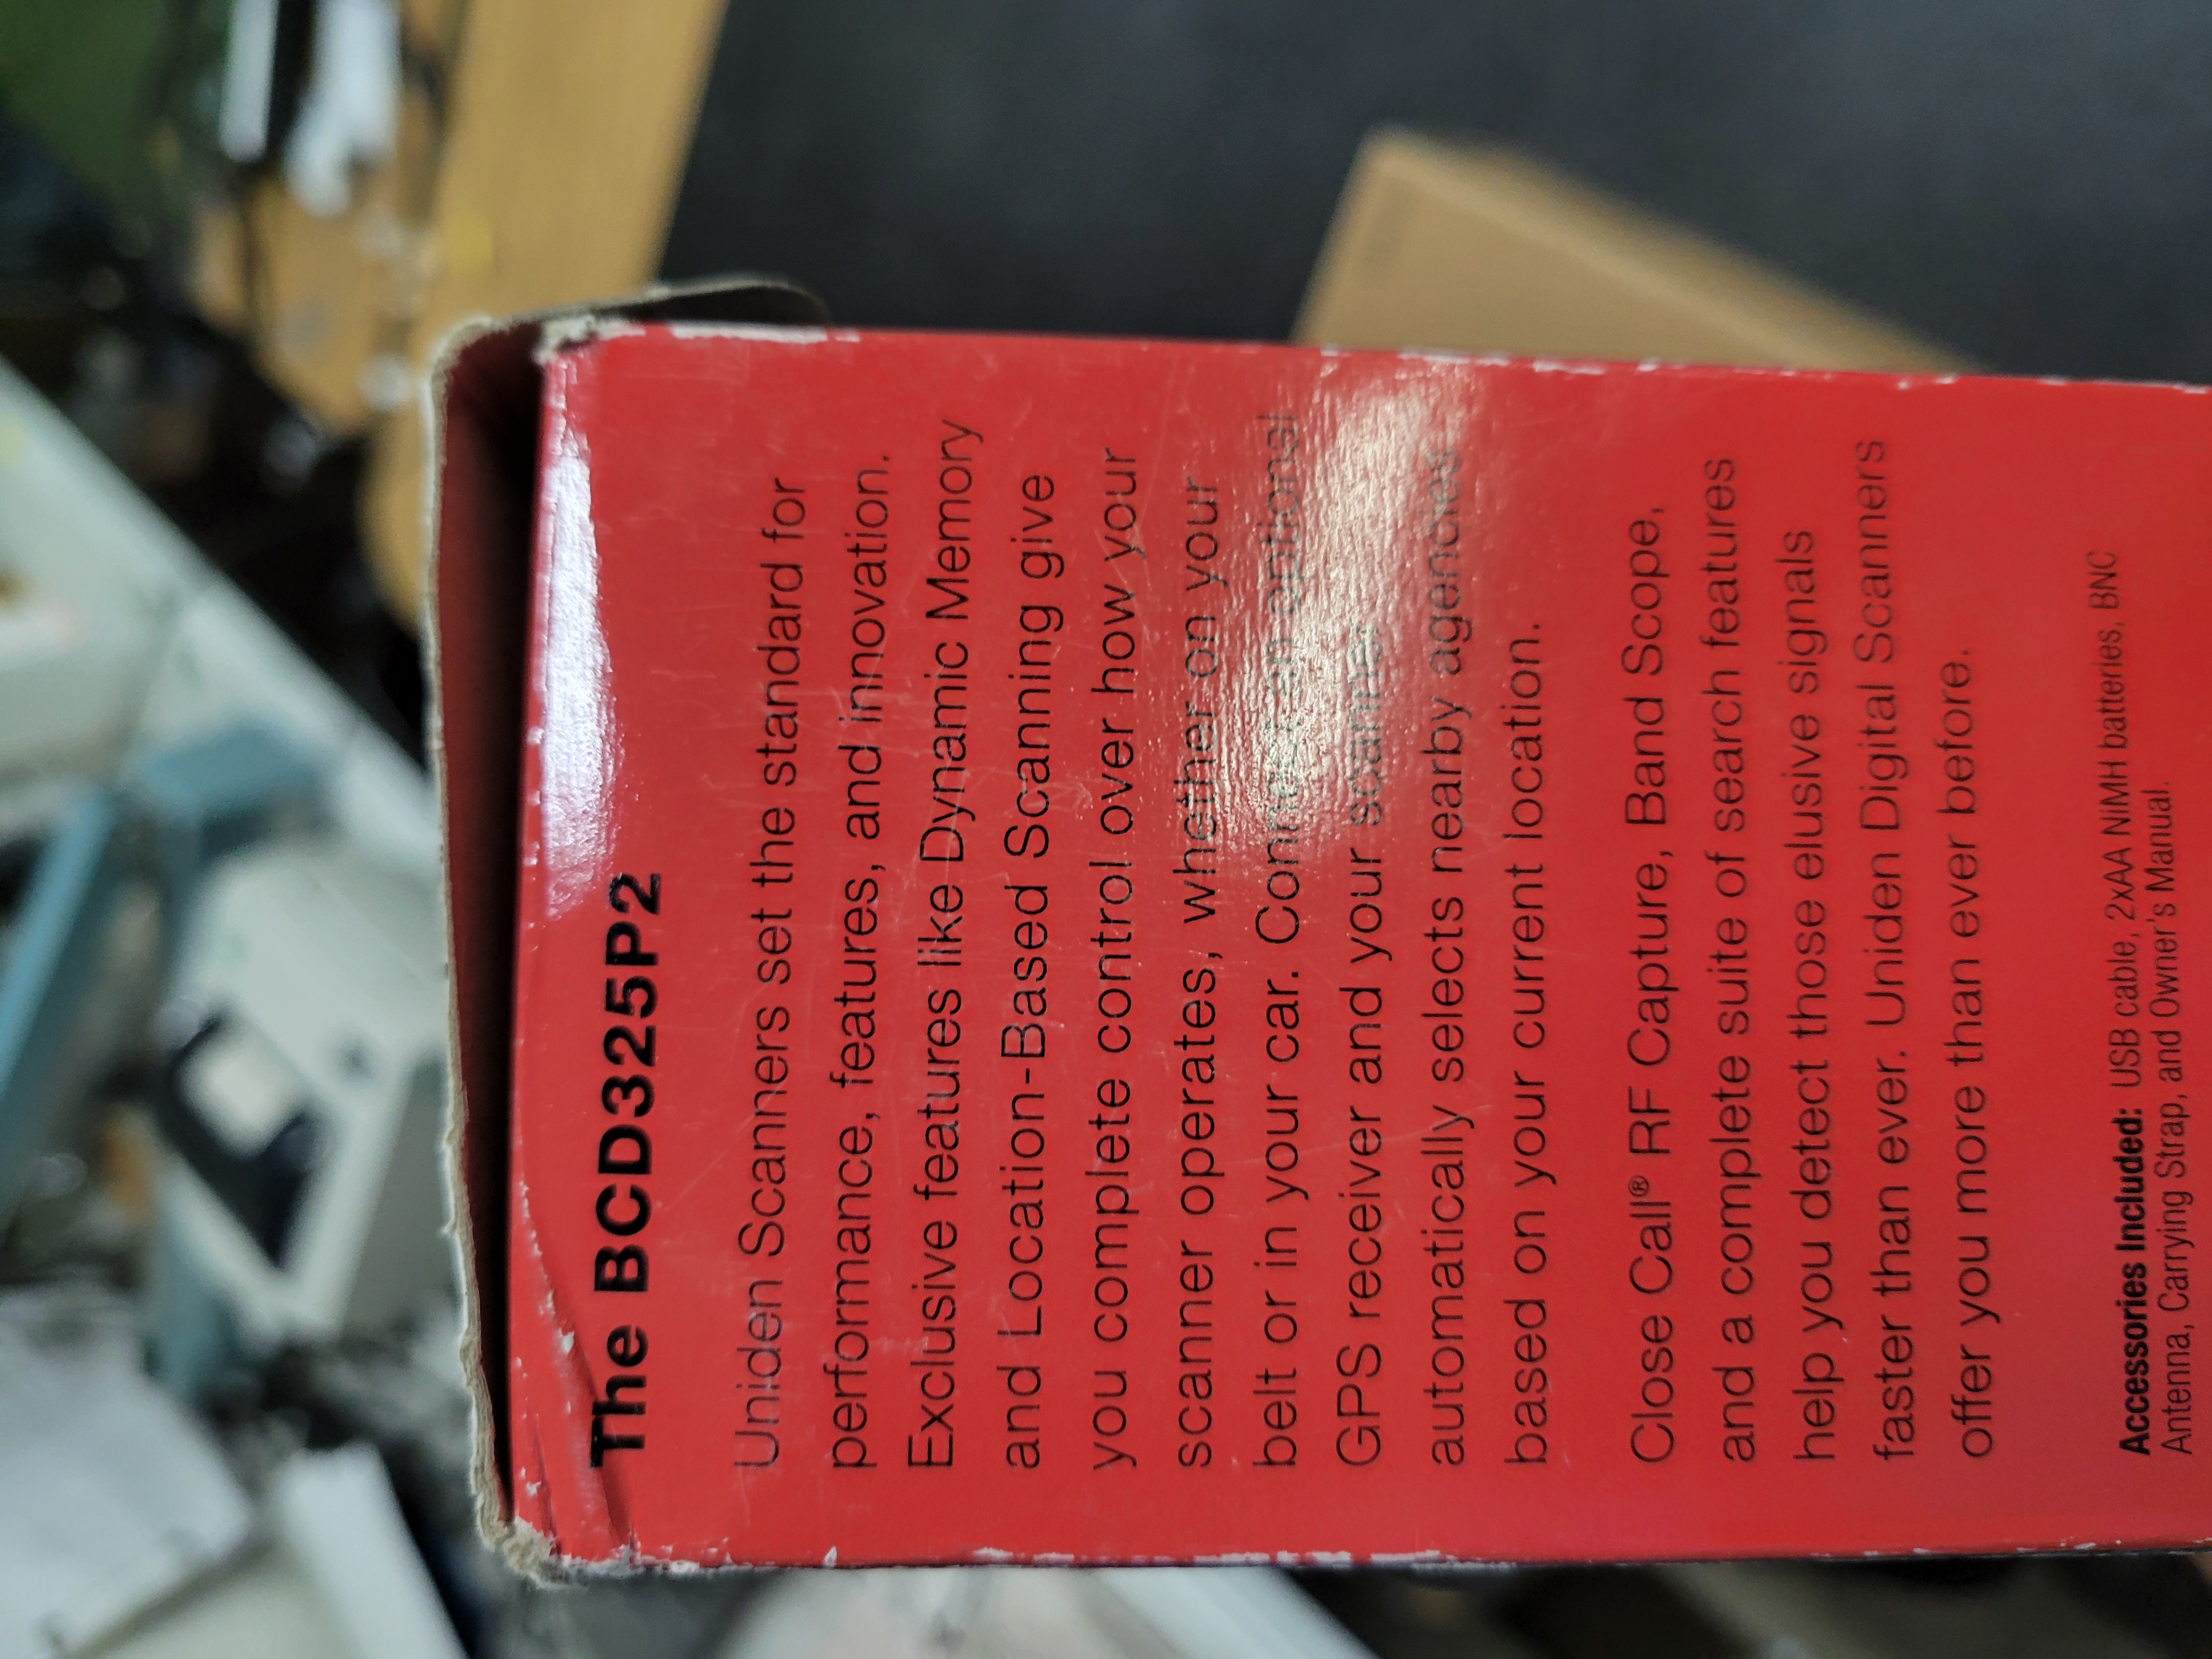 The BCD325P2
Uniden Scanners set the standard for
performance, features, and innovation.
Exclusive features like Dynamic Memory
and Location-Based Scanning give
you complete control over how your
scanner operates, whether on your
belt or in your car. Connect an optional
GPS receiver and your scanner
automatically selects nearby agencies
based on your current location.
Close Call® RF Capture, Band Scope,
and a complete suite of search features
help you detect those elusive signals
faster than ever. Uniden Digital Scanners
offer you more than ever before.
Accessories Included: USB cable, 2xAA NiMH batteries, BNC
Antenna, Carrying Strap, and Owner's Manual.